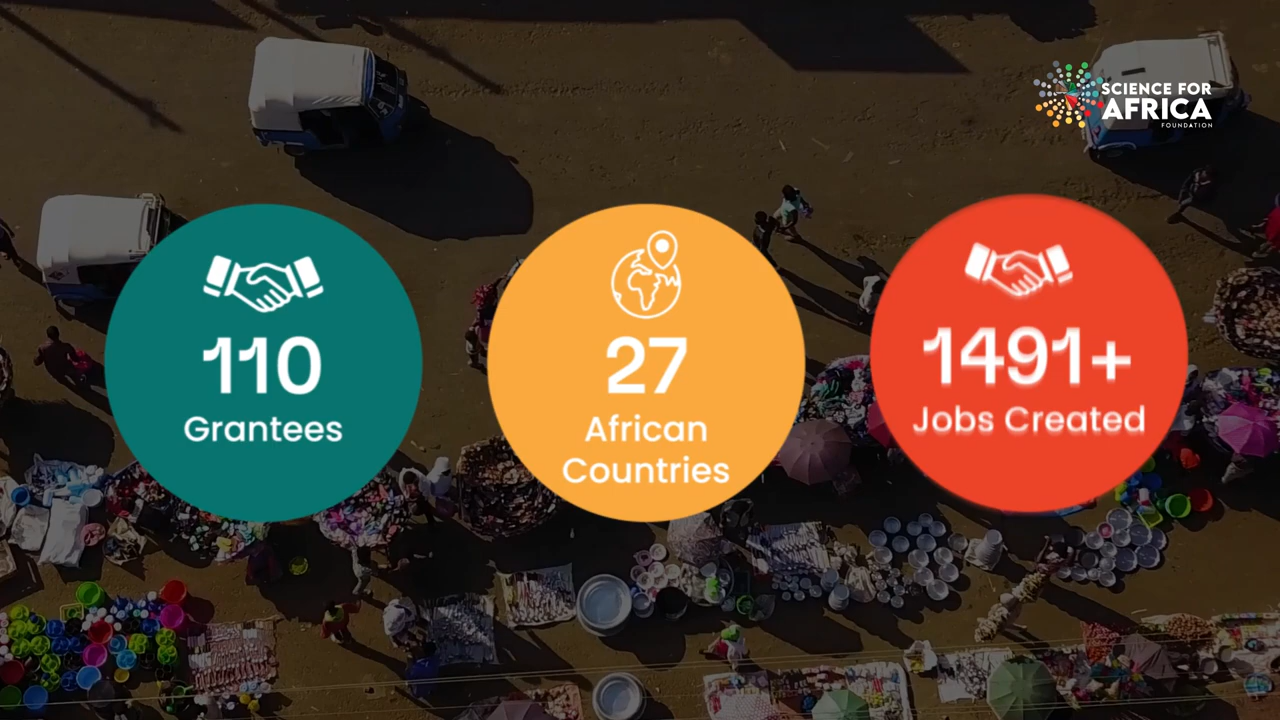 SCIENCE FOR
AFRICA
FOUNDATION
110
Grantees
27
African
Countries
1491+
Jobs Created